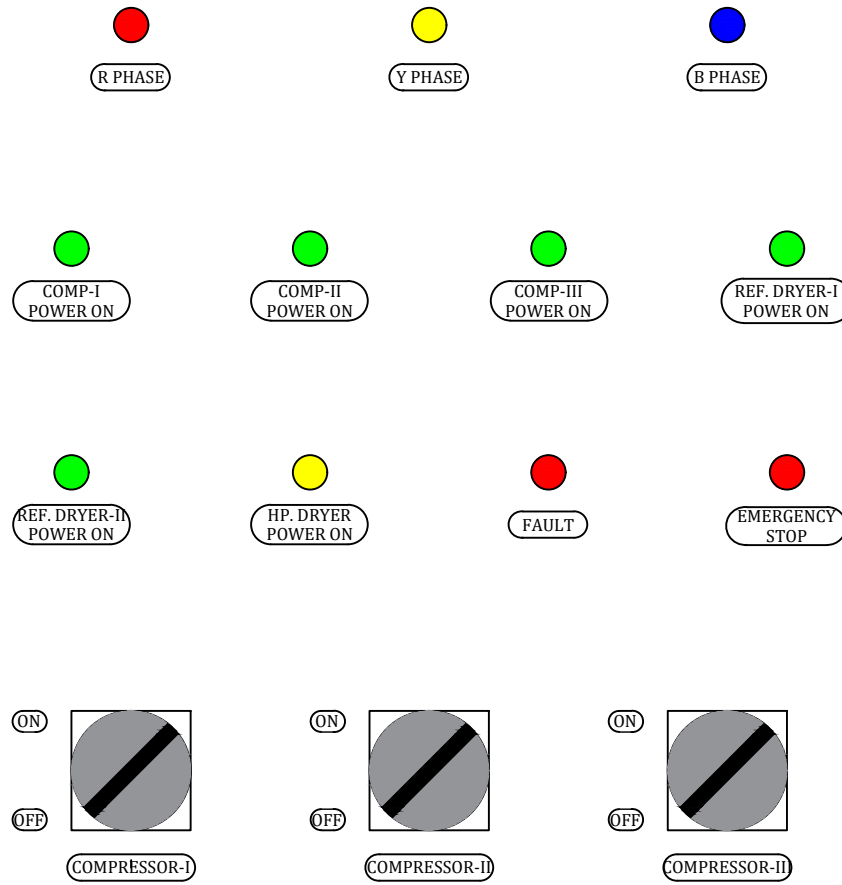 R PHASE
Y PHASE
B PHASE
COMP-I
POWER ON
COMP-II
POWER ON
COMP-III
POWER ON
REF. DRYER-I
POWER ON
REF. DRYER-II
POWER ON
HP. DRYER
POWER ON
FAULT
EMERGENCY
STOP
ON
OFF
COMPRESSOR-I
ON
OFF
COMPRESSOR-II
ON
OFF
COMPRESSOR-III